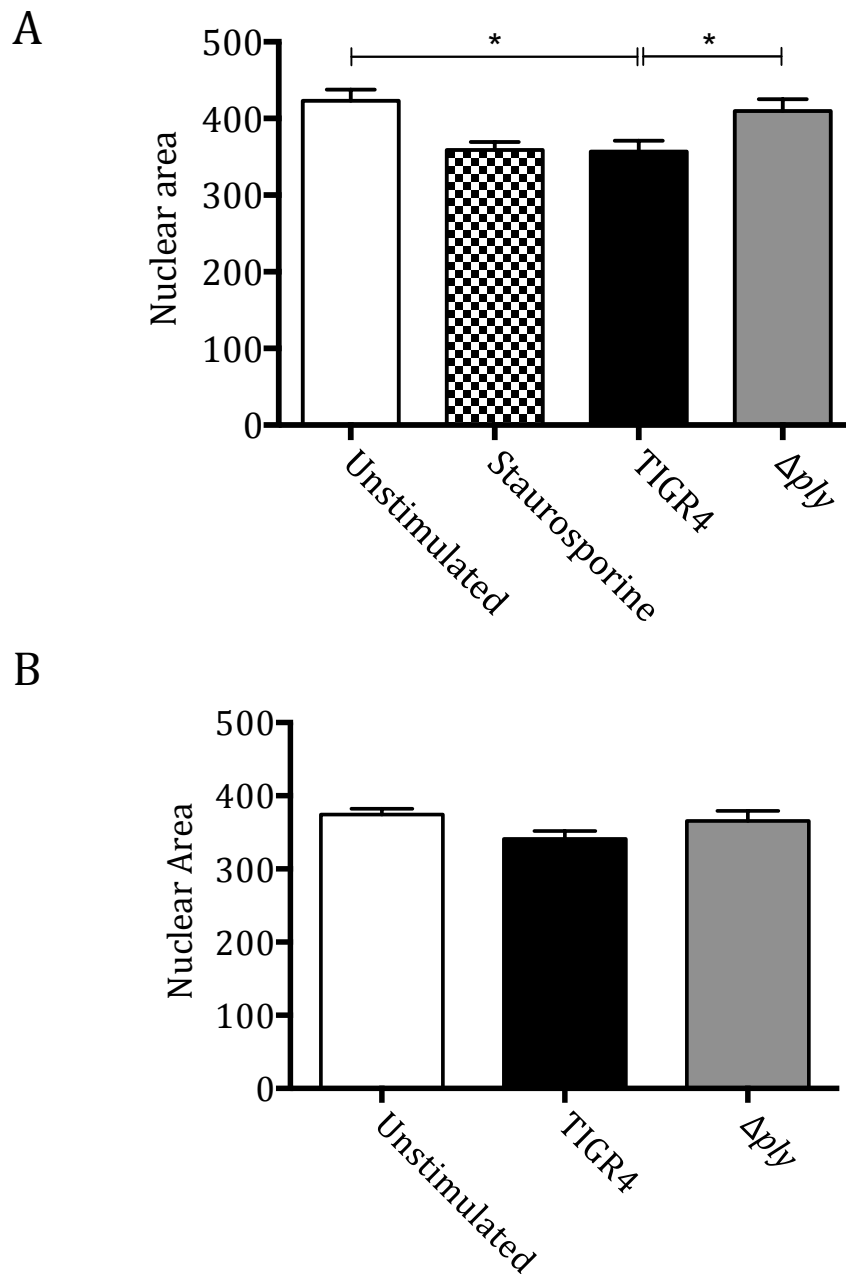 A
500
400
300
200
100
0
Nuclear area
*
*
Unstimulated
Staurosporine
TIGR4
Δply
B
500
400
300
200
100
0
Nuclear Area
Unstimulated
TIGR4
Δply